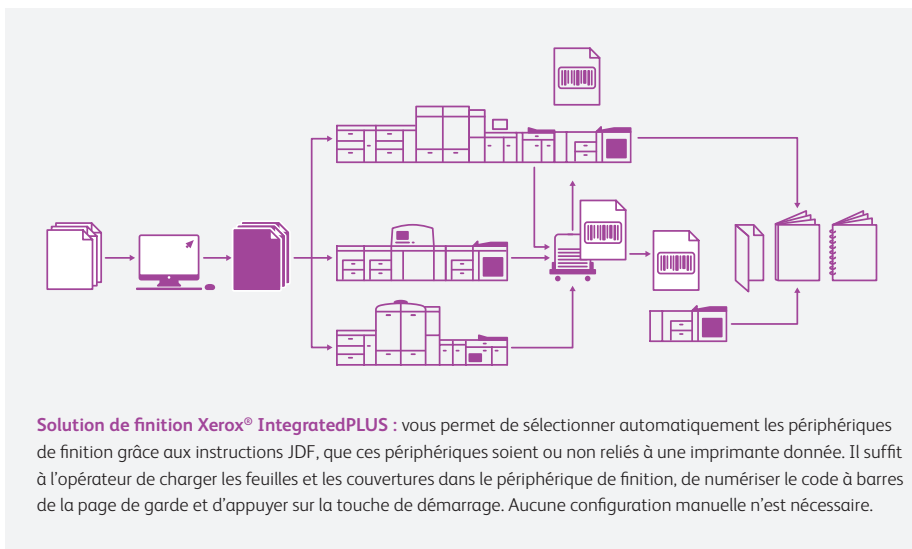 Solution de finition Xerox® IntegratedPLUS : vous permet de sélectionner automatiquement les périphériques
de finition grâce aux instructions JDF, que ces périphériques soient ou non reliés à une imprimante donnée. Il suffit
à l’opérateur de charger les feuilles et les couvertures dans le périphérique de finition, de numériser le code à barres
de la page de garde et d’appuyer sur la touche de démarrage. Aucune configuration manuelle n’est nécessaire.